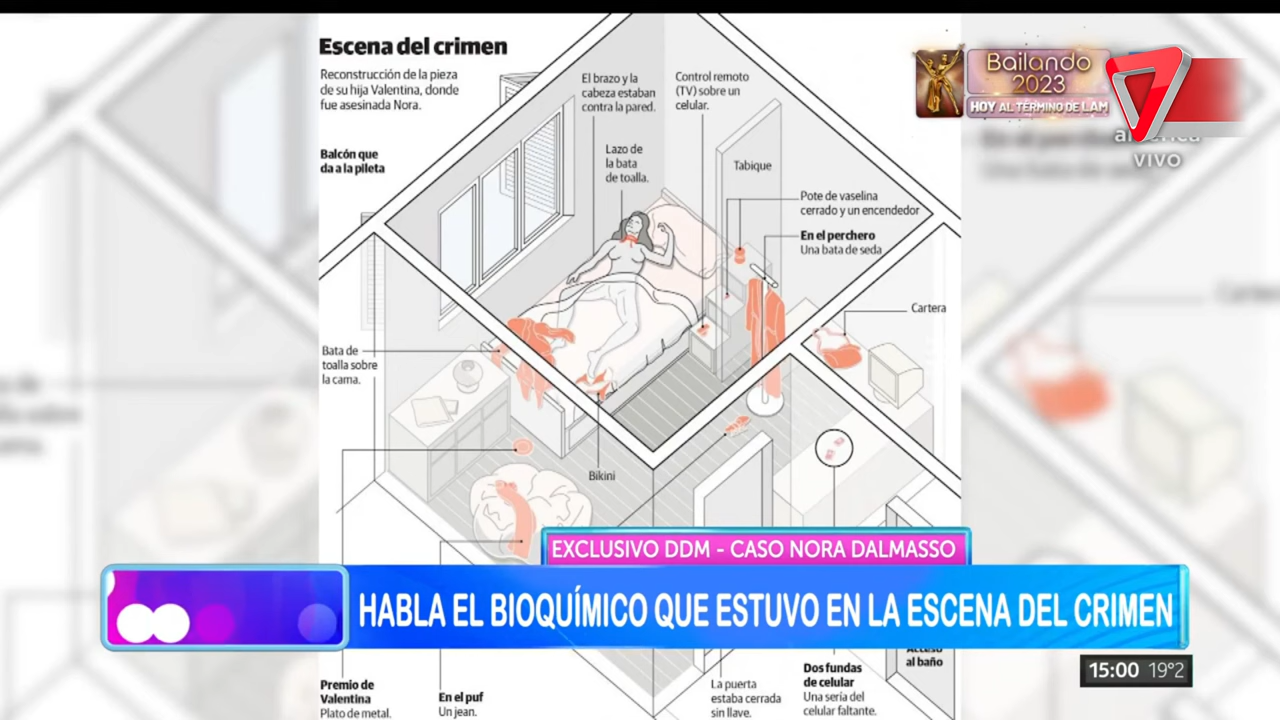 Escena del crimen
Reconstrucción de la pieza
de su hija Valentina, donde
fue asesinada Nora.
Balcón que
da a la pileta
El brazo y la
cabeza estaban
contra la pared.
Control remoto
(TV) sobre un
celular.
Lazo de
la bata
de toalla.
Tabique
Pote de vaselina
cerrado y un encendedor
En el perchero
Una bata de seda
Cartera
Bata de
toalla sobre
la cama.
Bikini
Bailando
2023
HOY AL TÉRMINO DE LAM
américa
VIVO
EXCLUSIVO DDM - CASO NORA DALMASSO
HABLA EL BIOQUÍMICO QUE ESTUVO EN LA ESCENA DEL CRIMEN
Acceso
al baño
15:00 19°2
Premio de
Valentina
Plato de metal.
En el puf
Un jean.
La puerta
estaba cerrada
sin llave.
Dos fundas
de celular
Una sería del
celular faltante.